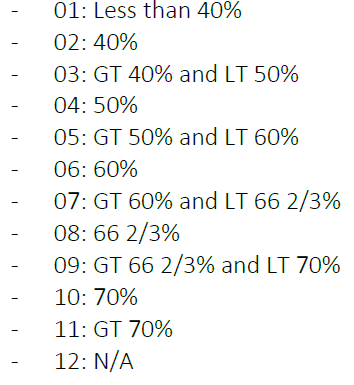 - 01: Less than 40%
- 02: 40%
- 03: GT 40% and LT 50%
- 04: 50%
- 05: GT 50% and LT 60%
- 06: 60%
- 07: GT 60% and LT 66 2/3%
- 08: 66 2/3%
- 09: GT 66 2/3% and LT 70%
- 10: 70%
- 11: GT 70%
- 12: N/A